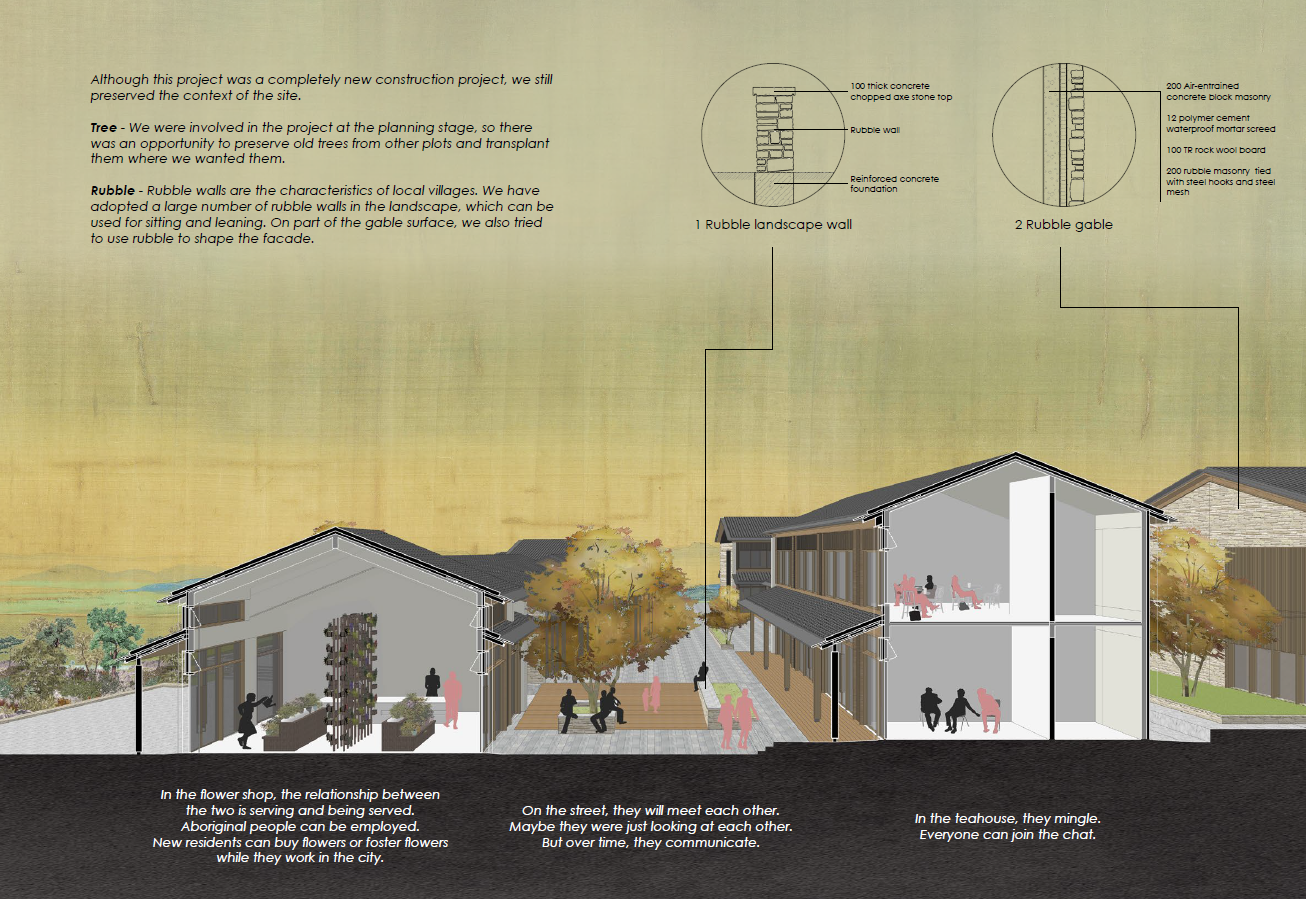 Although this project was a completely new construction project, we still
preserved the context of the site.
Tree - We were involved in the project at the planning stage, so there
was an opportunity to preserve old trees from other plots and transplant
them where we wanted them.
Rubble - Rubble walls are the characteristics of local villages. We have
adopted a large number of rubble walls in the landscape, which can be
used for sitting and leaning. On part of the gable surface, we also tried
to use rubble to shape the facade.
100 thick concrete
chopped axe stone top
Rubble wall
Reinforced concrete
foundation
1 Rubble landscape wall
200 Air-entrained
concrete block masonry
12 polymer cement
waterproof mortar screed
100 TR rock wool board
200 rubble masonry tied
with steel hooks and steel
mesh
2 Rubble gable
In the flower shop, the relationship between
the two is serving and being served.
Aboriginal people can be employed.
New residents can buy flowers or foster flowers
while they work in the city.
On the street, they will meet each other.
Maybe they were just looking at each other.
But over time, they communicate.
In the teahouse, they mingle.
Everyone can join the chat.